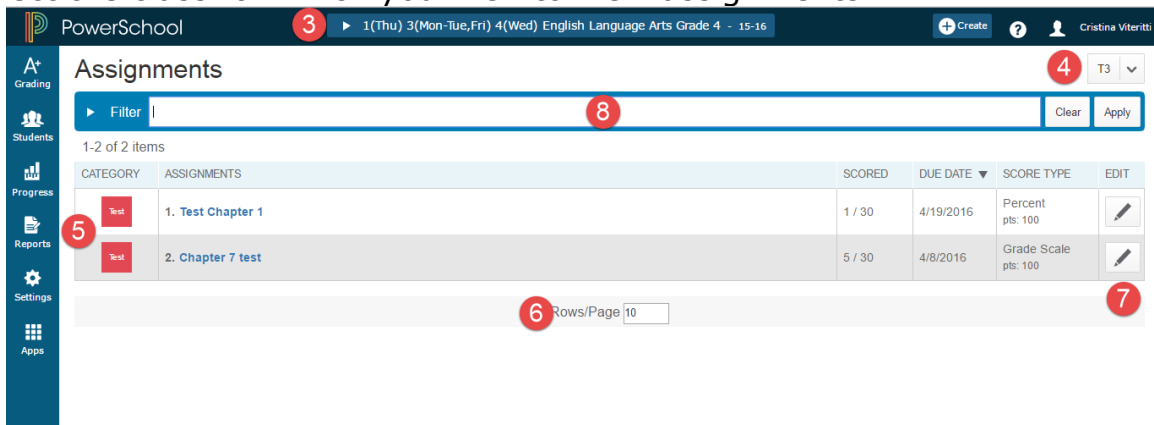 PowerSchool
3
1(Thu) 3(Mon-Tue,Fri) 4(Wed) English Language Arts Grade 4 - 15-16
Create
?
Cristina Viteritti
A+
Grading
Students
Progress
Reports
Settings
Apps
Assignments
4
T3
Filter
8
Clear
Apply
1-2 of 2 items
CATEGORY ASSIGNMENTS SCORED DUE DATE SCORE TYPE EDIT
Test 1. Test Chapter 1 1 / 30 4/19/2016 Percent
pts: 100
5
Test 2. Chapter 7 test 5 / 30 4/8/2016 Grade Scale
pts: 100
6 Rows/Page 10
7